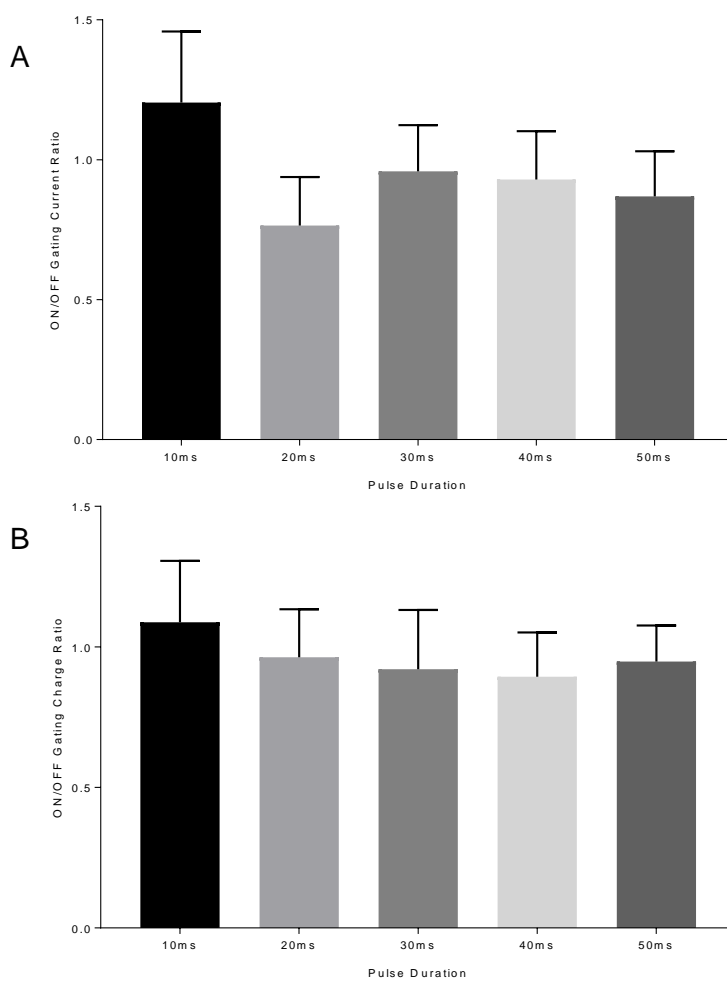 A
1.5
1.0
0.5
0.0
ON/OFF Gating Current Ratio
10ms 20ms 30ms 40ms 50ms
Pulse Duration
B
1.5
1.0
0.5
0.0
ON/OFF Gating Charge Ratio
10ms 20ms 30ms 40ms 50ms
Pulse Duration